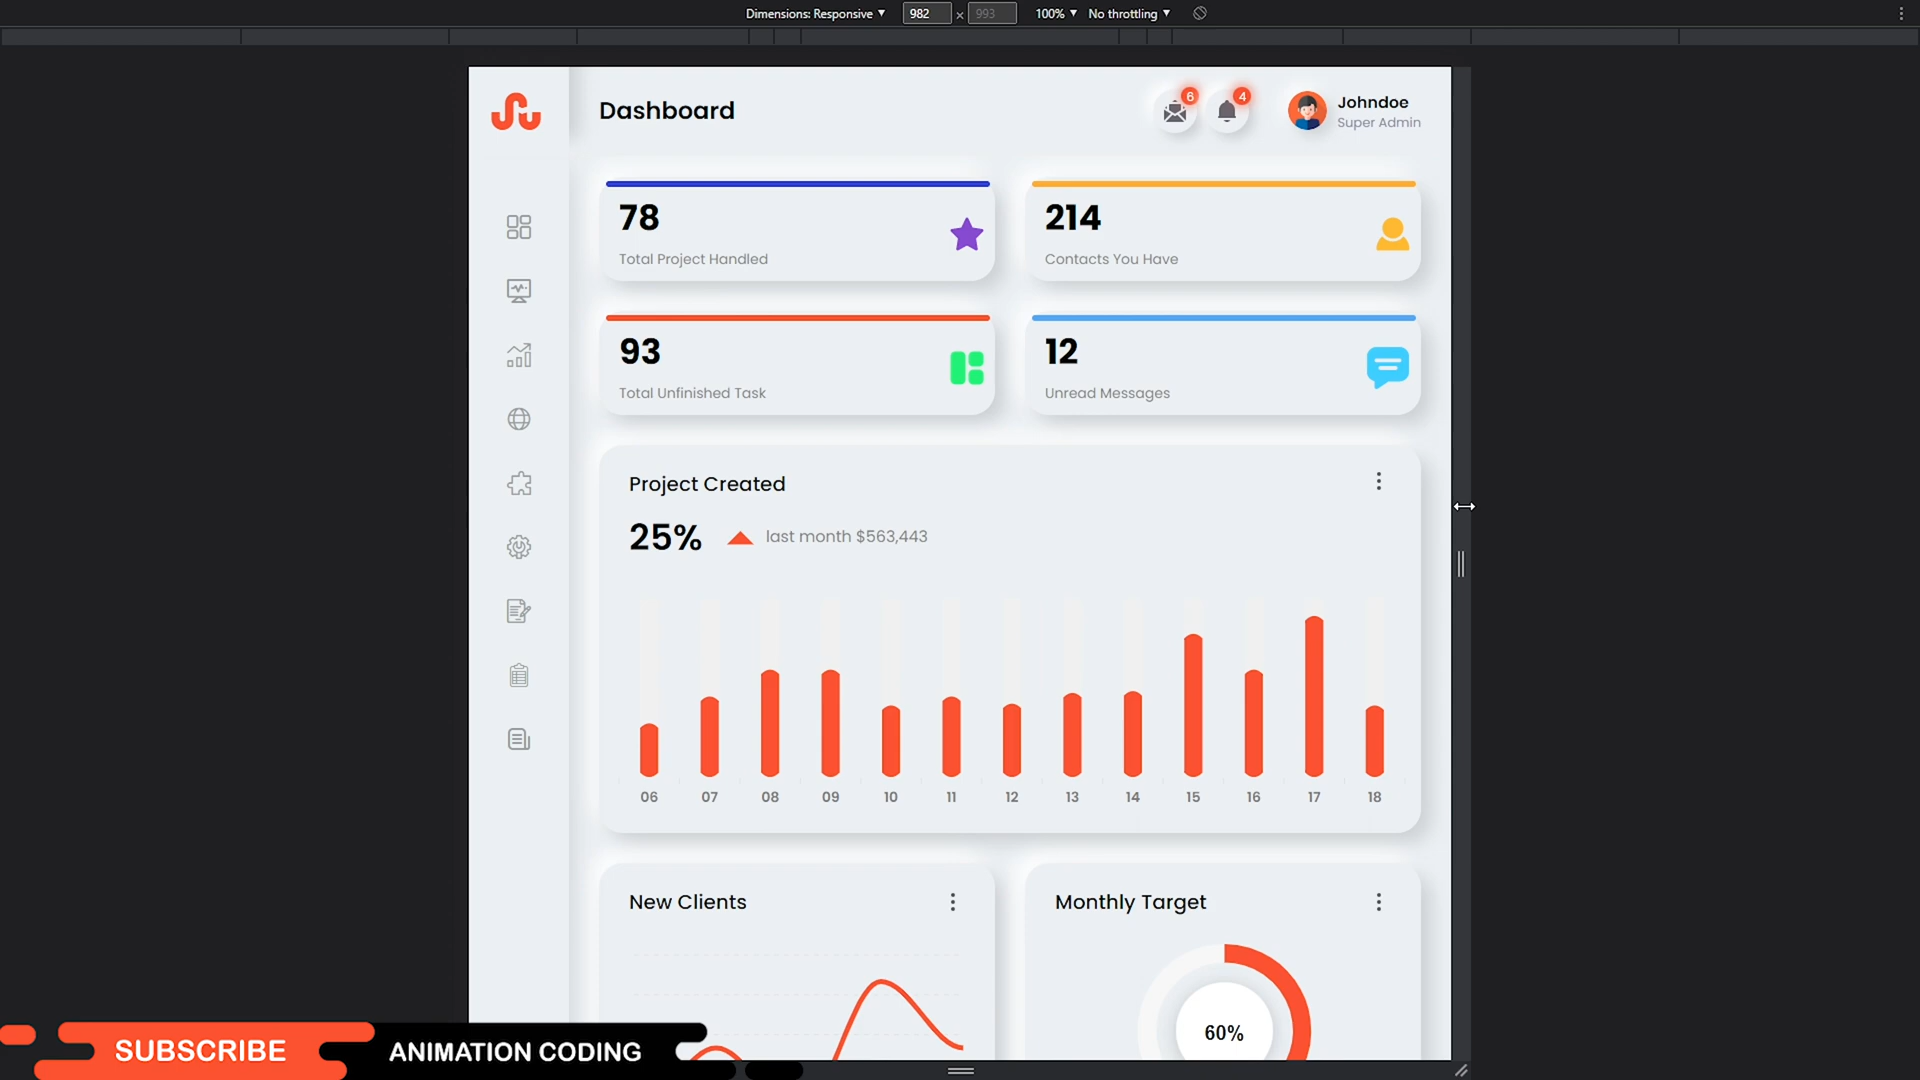 Dimensions: Responsive ▼ 982 × 993 100% ▼ No throttling ▼
Dashboard
6
4
Johndoe
Super Admin
78
Total Project Handled
214
Contacts You Have
93
Total Unfinished Task
12
Unread Messages
Project Created
25%
last month $563,443
06 07 08 09 10 11 12 13 14 15 16 17 18
New Clients
Monthly Target
60%
SUBSCRIBE
ANIMATION CODING